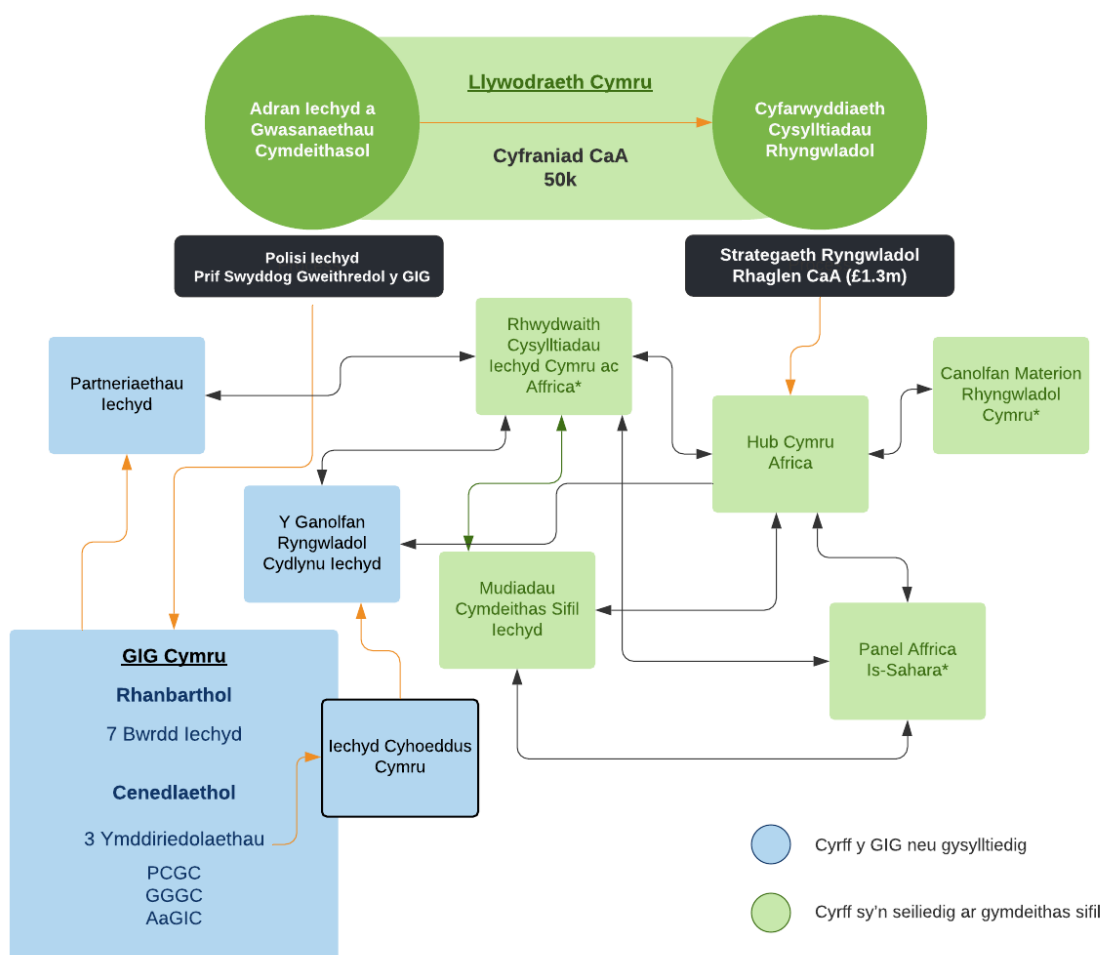 Llywodraeth Cymru
Adran Iechyd a
Gwasanaethau
Cymdeithasol
Cyfraniad CaA
50k
Cyfarwyddiaeth
Cysylltiadau
Rhyngwladol
Polisi Iechyd
Prif Swyddog Gweithredol y GIG
Strategaeth Ryngwladol
Rhaglen CaA (£1.3m)
Partneriaethau
Iechyd
Rhwydwaith
Cysylltiadau
Iechyd Cymru ac
Affrica*
Canolfan Materion
Rhyngwladol
Cymru*
Hub Cymru
Africa
Y Ganolfan
Ryngwladol
Cydlynu Iechyd
Mudiadau
Cymdeithas Sifil
Iechyd
Panel Affrica
Is-Sahara*
GIG Cymru
Rhanbarthol
7 Bwrdd Iechyd
Cenedlaethol
3 Ymddiriedolaethau
PCGC
GGGC
AaGIC
Iechyd Cyhoeddus
Cymru
Cyrff y GIG neu gysylltiedig
Cyrff sy'n seiliedig ar gymdeithas sifil